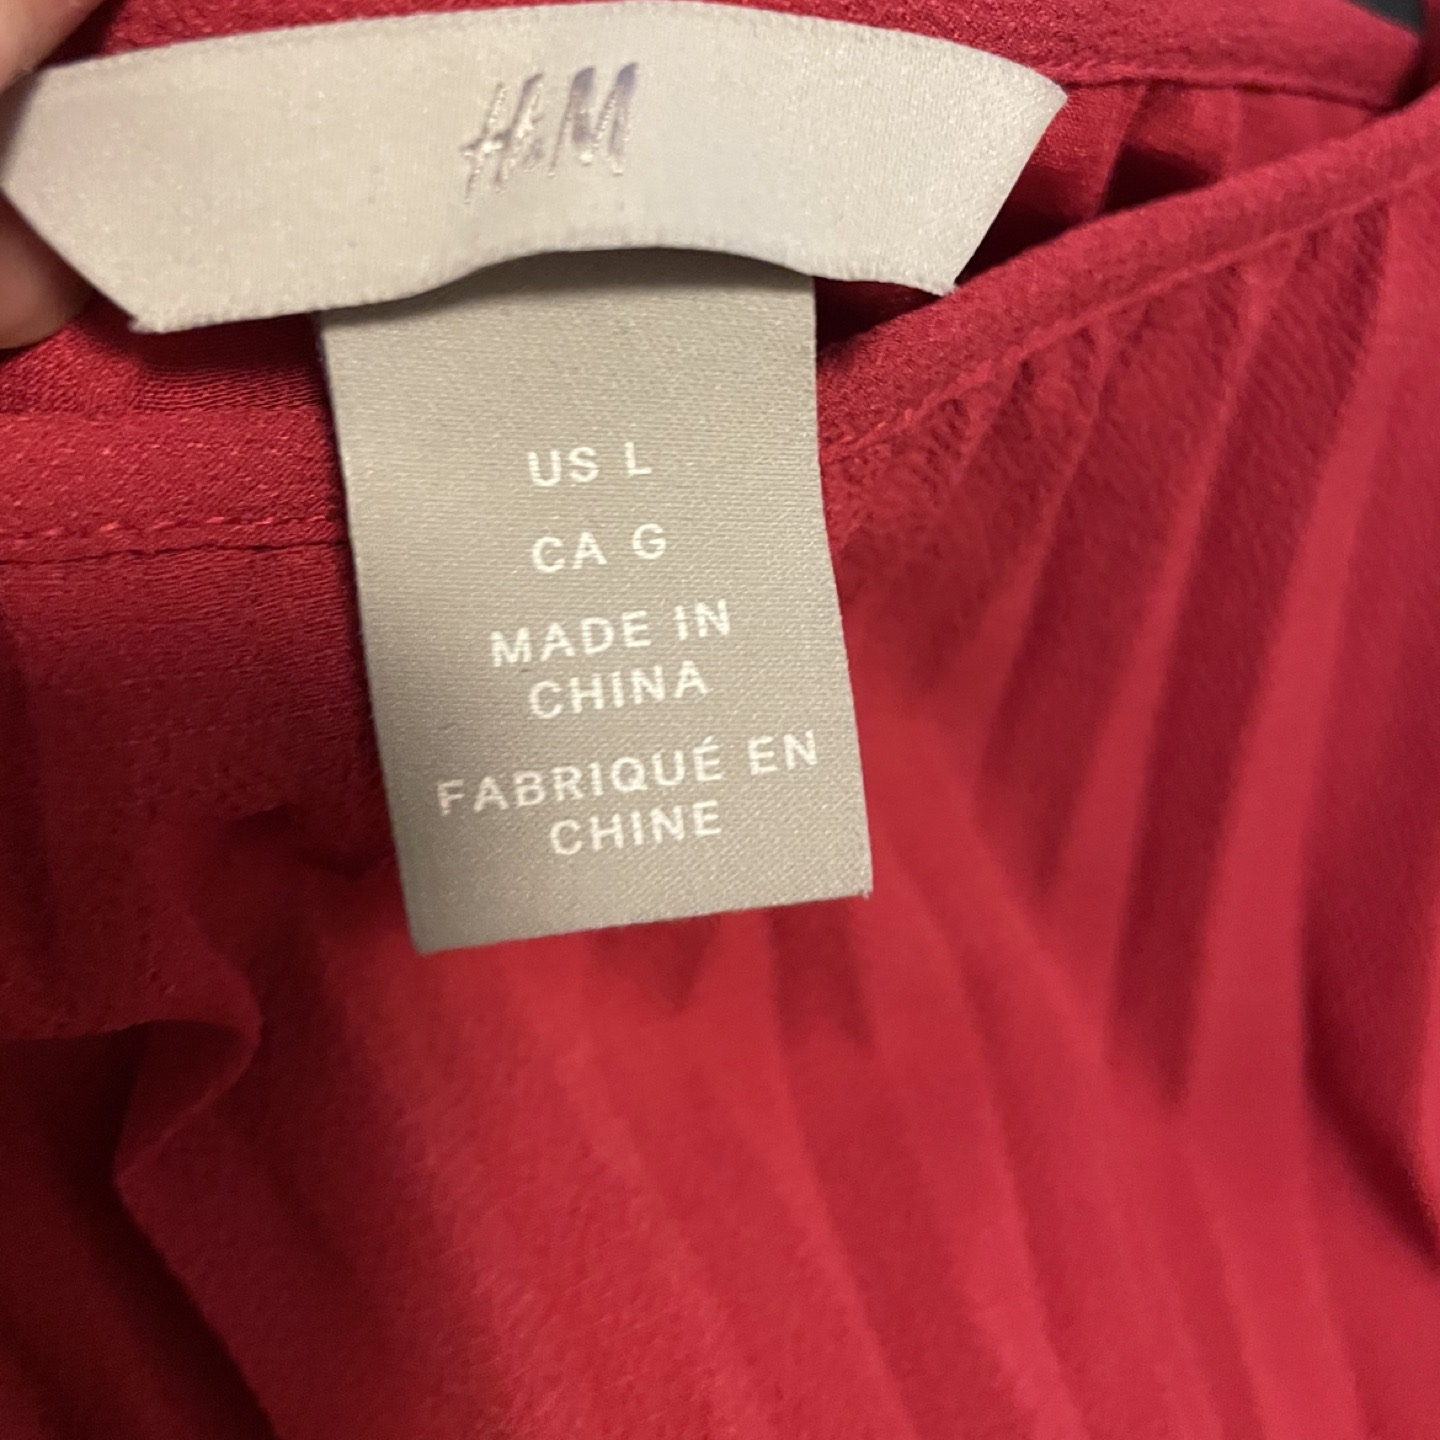 H&M
US L
CA G
MADE IN
CHINA
FABRIQUÉ EN
CHINE